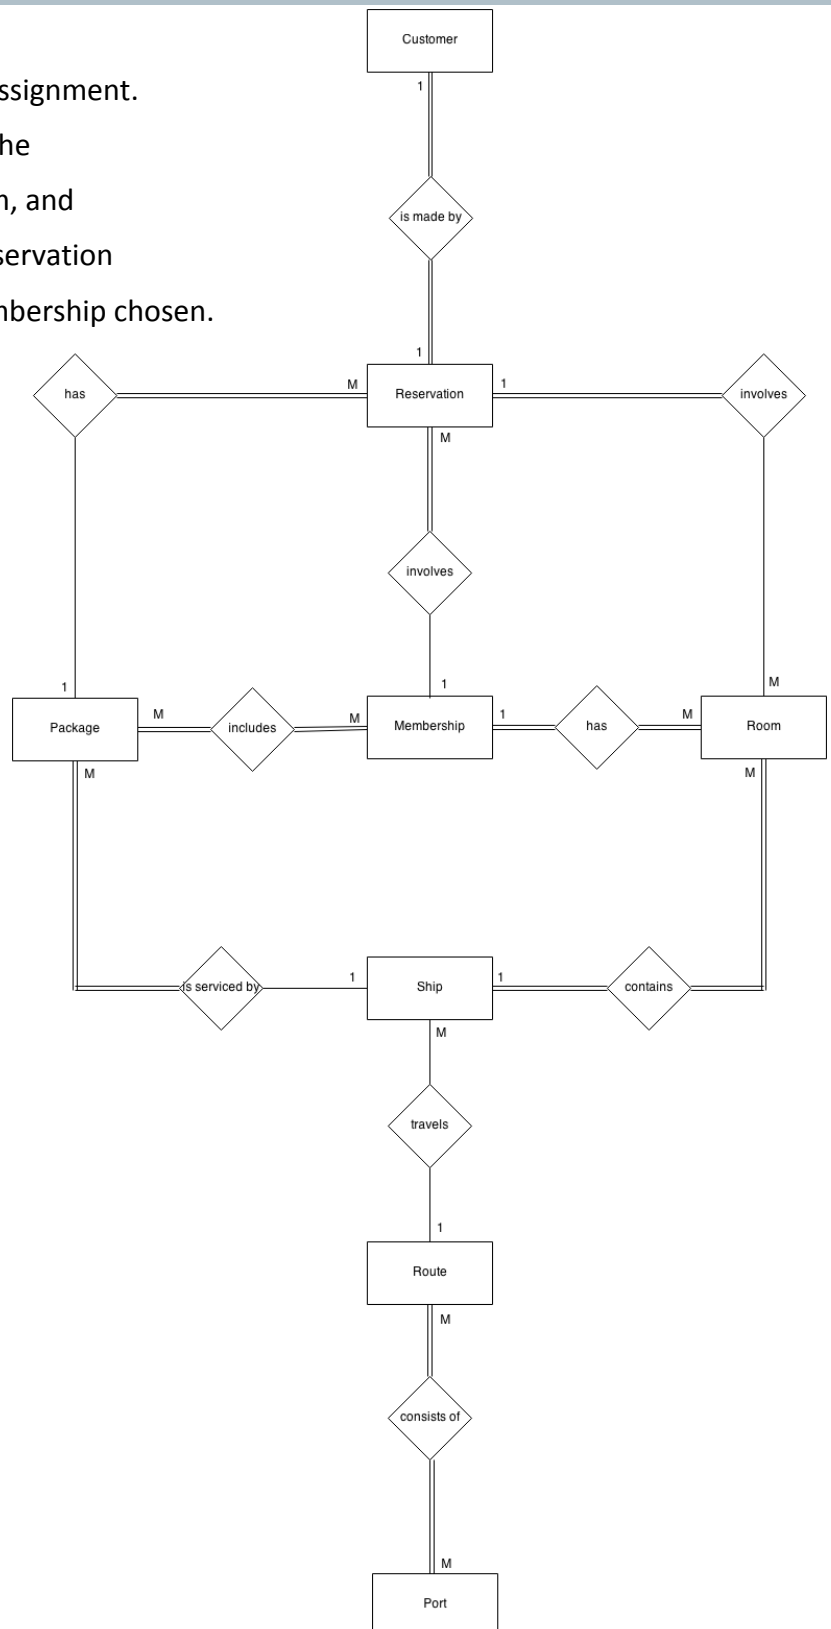 Customer
ssignment.
1
he
n, and
is made by
servation
nbership chosen.
1
has
M
Reservation
1
involves
M
involves
1
1
M
Package
M
includes
M
Membership
1
has
M
Room
M
M
is serviced by
1
Ship
1
contains
M
travels
1
Route
M
consists of
M
Port